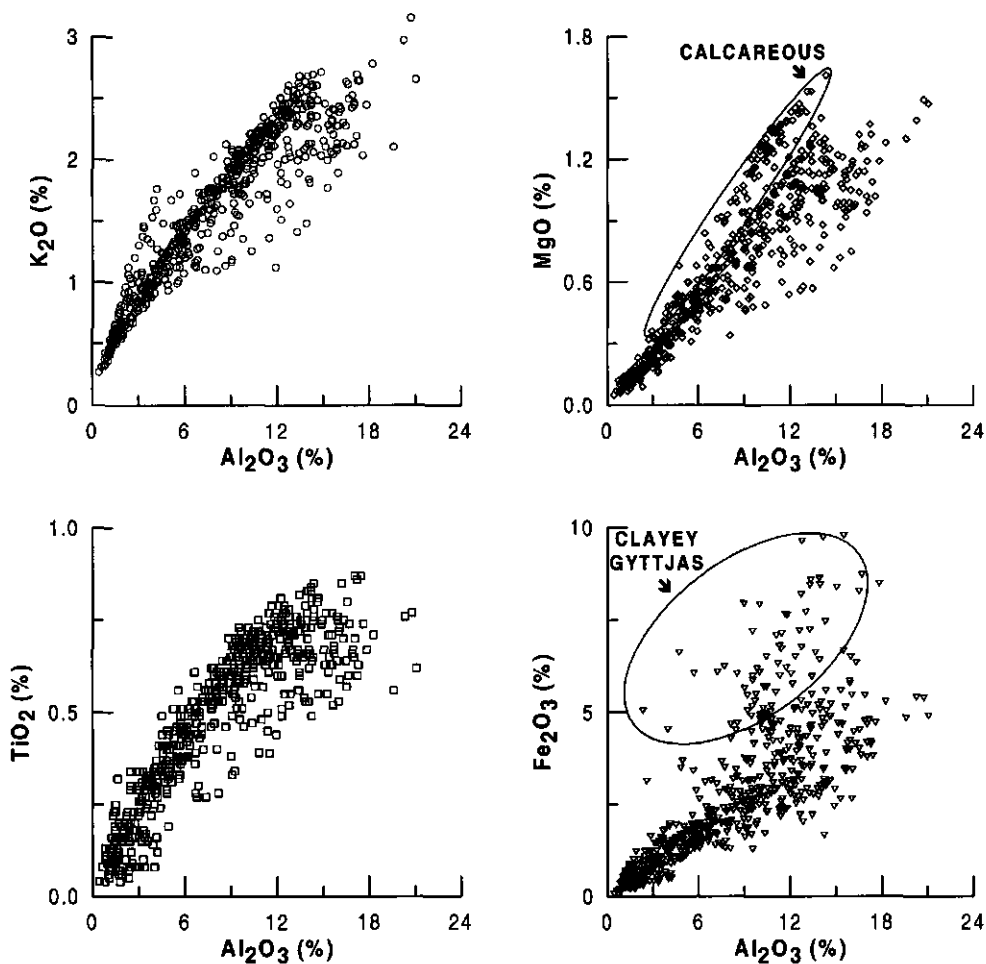 3
2
1
0
K₂O (%)
0 6 12 18 24
Al₂O₃ (%)
CALCAREOUS
1.8
1.2
0.6
0.0
MgO (%)
0 6 12 18 24
Al₂O₃ (%)
1.0
0.5
0.0
TiO₂ (%)
0 6 12 18 24
Al₂O₃ (%)
CLAYEY
GYTTJAS
10
5
0
Fe₂O₃ (%)
0 6 12 18 24
Al₂O₃ (%)